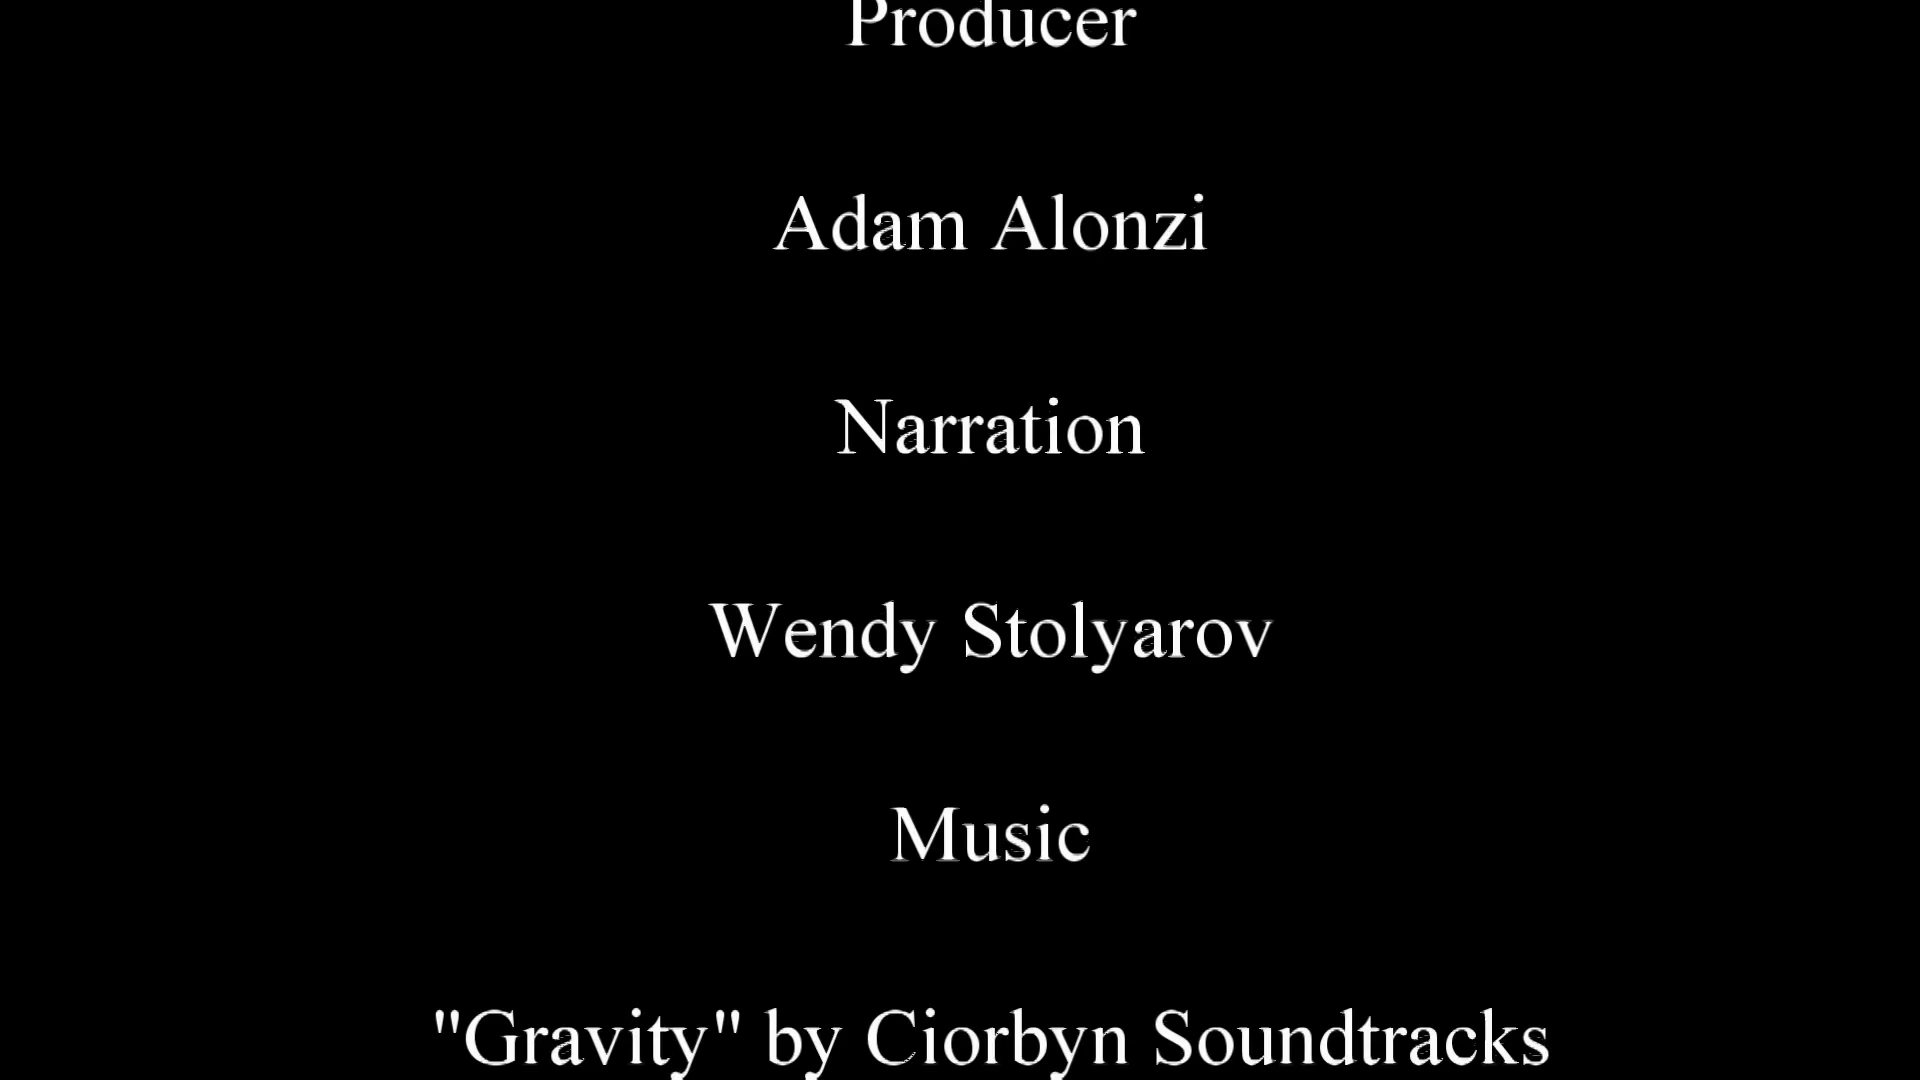 Producer
Adam Alonzi
Narration
Wendy Stolyarov
Music
"Gravity" by Ciorbyn Soundtracks